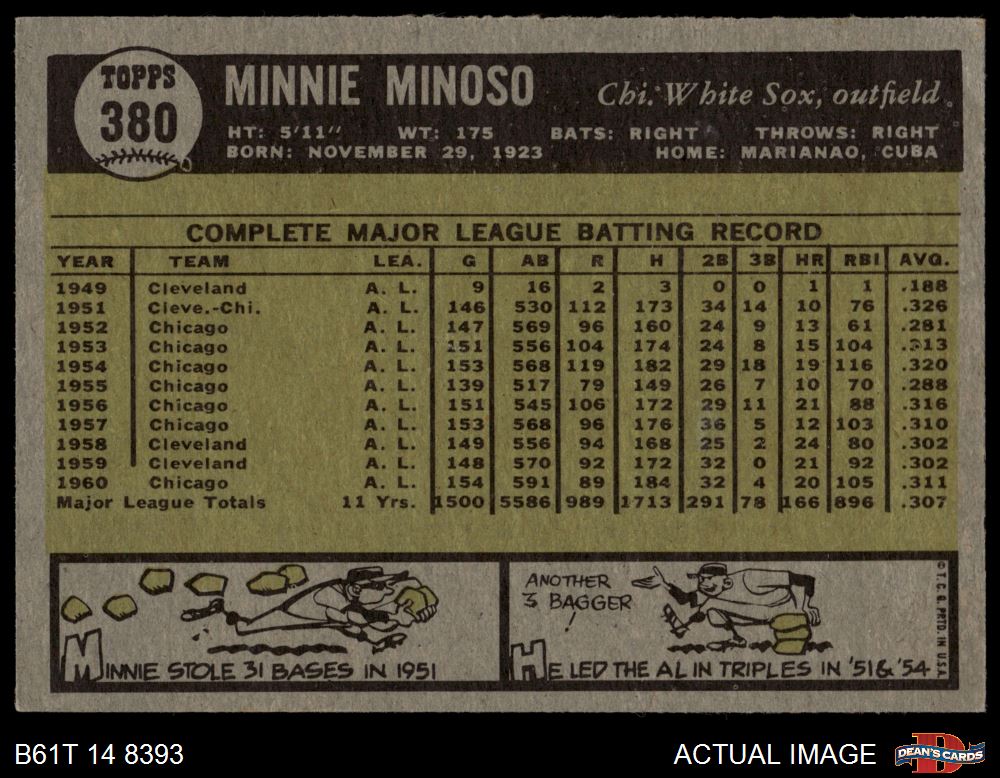 TOPPS
380
MINNIE MINOSO
Chi. White Sox, outfield
HT: 5'11" WT: 175 BATS: RIGHT THROWS: RIGHT
BORN: NOVEMBER 29, 1923 HOME: MARIANAO, CUBA
COMPLETE MAJOR LEAGUE BATTING RECORD
YEAR TEAM LEA. G AB R H 2B 3B HR RBI AVG.
1949 Cleveland A. L. 9 16 2 3 0 0 1 1 .188
1951 Cleve.-Chi. A. L. 146 530 112 173 34 14 10 76 .326
1952 Chicago A. L. 147 569 96 160 24 9 13 61 .281
1953 Chicago A. L. 151 556 104 174 24 8 15 104 .313
1954 Chicago A. L. 153 568 119 182 29 18 19 116 .320
1955 Chicago A. L. 139 517 79 149 26 7 10 70 .288
1956 Chicago A. L. 151 545 106 172 29 11 21 88 .316
1957 Chicago A. L. 153 568 96 176 36 5 12 103 .310
1958 Cleveland A. L. 149 556 94 168 25 2 24 80 .302
1959 Cleveland A. L. 148 570 92 172 32 0 21 92 .302
1960 Chicago A. L. 154 591 89 184 32 4 20 105 .311
Major League Totals 11 Yrs. 1500 5586 989 1713 291 78 166 896 .307
MINNIE STOLE 31 BASES IN 1951
ANOTHER
3 BAGGER
!
HE LED THE AL IN TRIPLES IN '51 & '54
© T. C. G. PRTD. IN U.S.A.
B61T 14 8393
ACTUAL IMAGE
DEAN'S CARDS